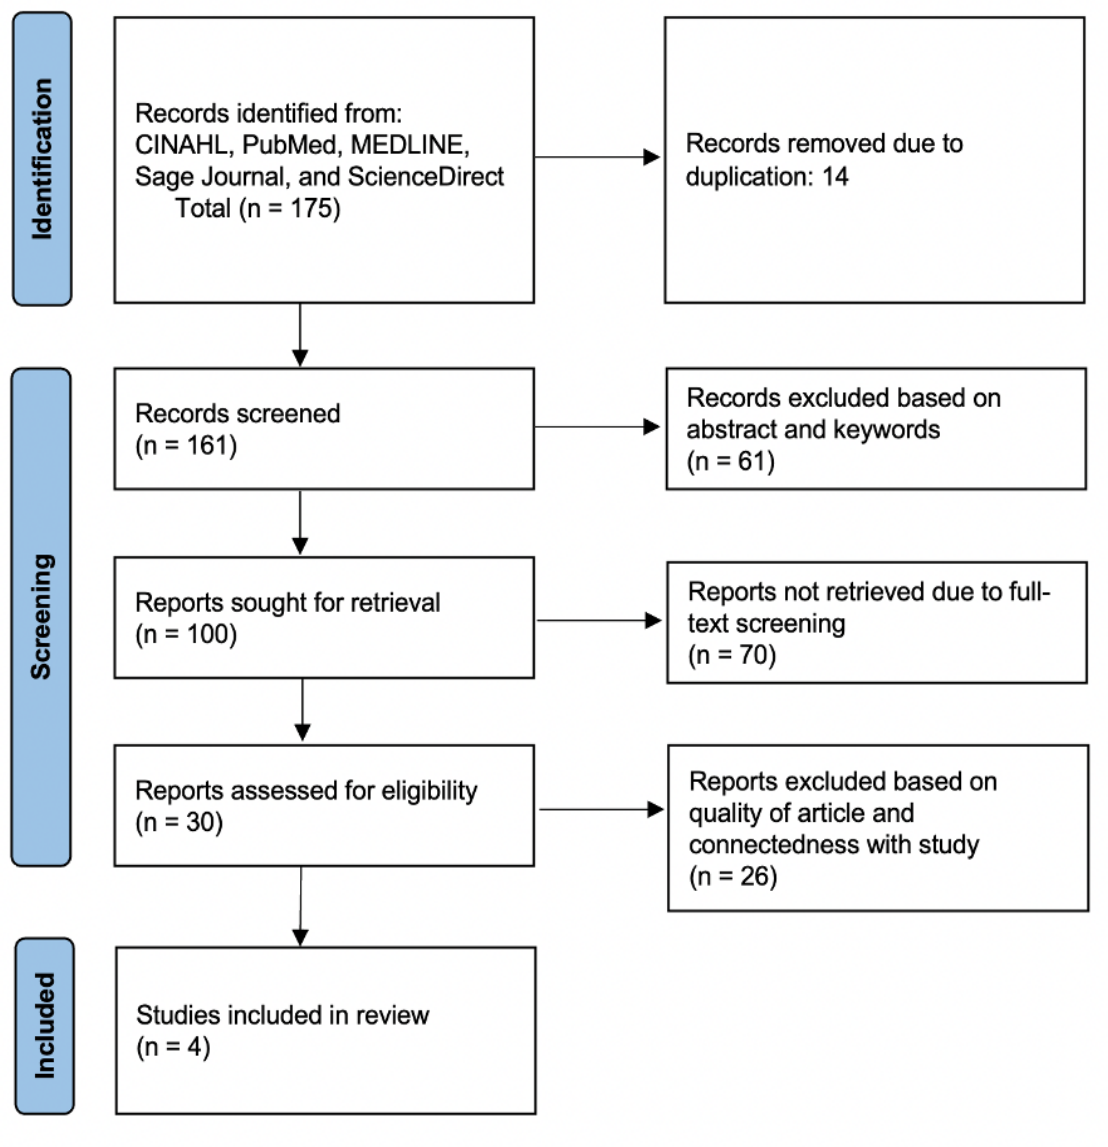 Identification
Records identified from:
CINAHL, PubMed, MEDLINE,
Sage Journal, and ScienceDirect
Total (n = 175)
Records removed due to
duplication: 14
Screening
Records screened
(n = 161)
Records excluded based on
abstract and keywords
(n = 61)
Reports sought for retrieval
(n = 100)
Reports not retrieved due to full-
text screening
(n = 70)
Reports assessed for eligibility
(n = 30)
Reports excluded based on
quality of article and
connectedness with study
(n = 26)
Included
Studies included in review
(n = 4)